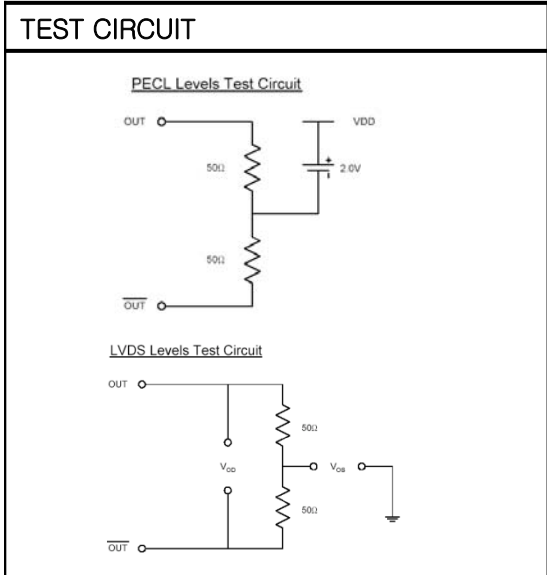 TEST CIRCUIT
PECL Levels Test Circuit
OUT
VDD
50Ω
+
2.0V
50Ω
OUT
LVDS Levels Test Circuit
OUT
50Ω
VOD
VOS
50Ω
OUT